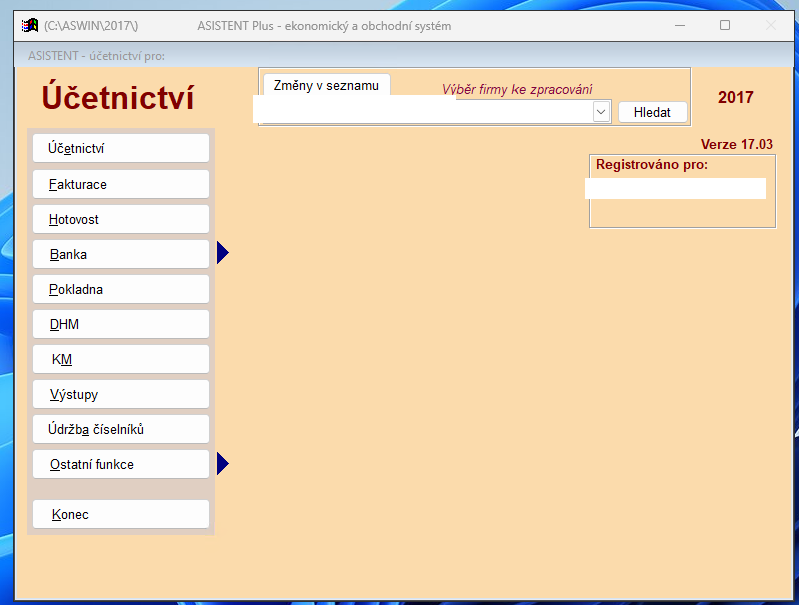 (C:\ASWIN\2017\) ASISTENT Plus - ekonomický a obchodní systém
ASISTENT - účetnictví pro:
Účetnictví
Změny v seznamu
Výběr firmy ke zpracování
Hledat
2017
Verze 17.03
Registrováno pro:
Účetnictví
Fakturace
Hotovost
Banka
Pokladna
DHM
KM
Výstupy
Údržba číselníků
Ostatní funkce
Konec